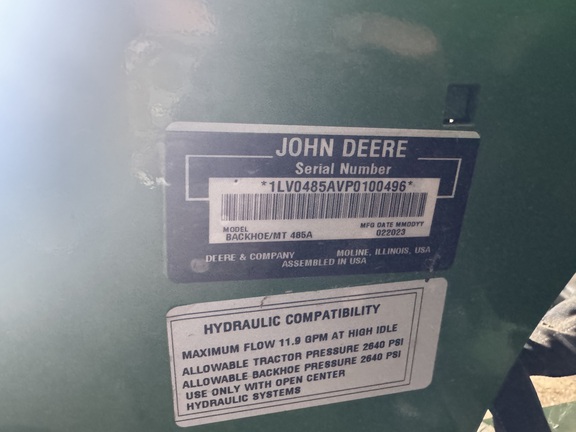 JOHN DEERE
Serial Number
*1LV0485AVP0100496*
MODEL MFG DATE MMDDYY
BACKHOE/MT 485A 022023
DEERE & COMPANY MOLINE, ILLINOIS, USA
ASSEMBLED IN USA
HYDRAULIC COMPATIBILITY
MAXIMUM FLOW 11.9 GPM AT HIGH IDLE
ALLOWABLE TRACTOR PRESSURE 2640 PSI
ALLOWABLE BACKHOE PRESSURE 2640 PSI
USE ONLY WITH OPEN CENTER
HYDRAULIC SYSTEMS